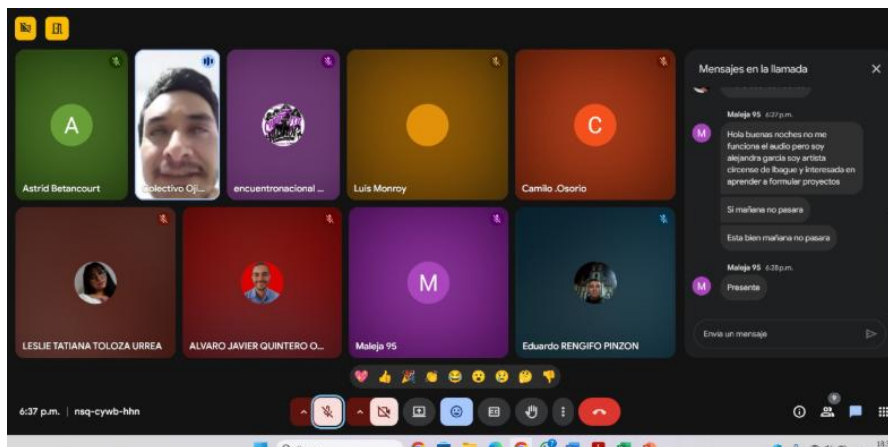 Mensajes en la llamada
Maleja 95 6:27 p.m.
M
Hola buenas noches no me
funciona el audio pero soy
alejandra garcia soy artista
circense de Ibague y interesada en
aprender a formular proyectos
Si mañana no pasara
Esta bien mañana no pasara
Maleja 95 6:28 p.m.
M
Presente
Envía un mensaje
A
Astrid Betancourt
Colectivo Oji...
encuentronacional ...
Luis Monroy
C
Camilo .Osorio
LESLIE TATIANA TOLOZA URREA
ALVARO JAVIER QUINTERO O...
M
Maleja 95
Eduardo RENGIFO PINZON
6:37 p.m. | nsq-cywb-hhn
9